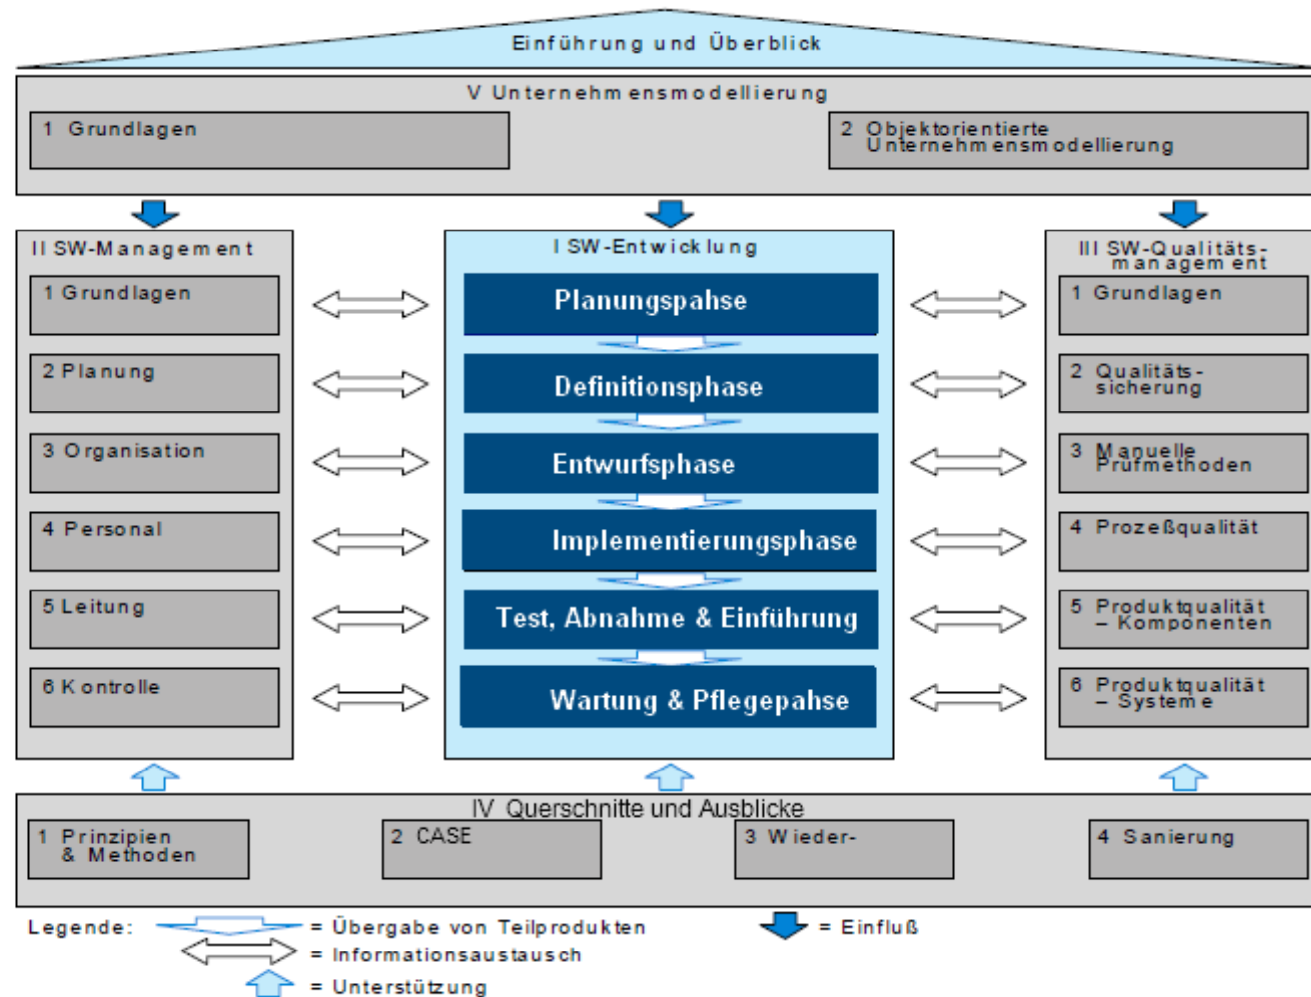 Einführung und Überblick
V Unternehmensmodellierung
1 Grundlagen
2 Objektorientierte
Unternehmensmodellierung
II SW-Management
1 Grundlagen
2 Planung
3 Organisation
4 Personal
5 Leitung
6 Kontrolle
I SW-Entwicklung
Planungspahse
Definitionsphase
Entwurfsphase
Implementierungsphase
Test, Abnahme & Einführung
Wartung & Pflegepahse
III SW-Qualitäts-
management
1 Grundlagen
2 Qualitäts-
sicherung
3 Manuelle
Prüfmethoden
4 Prozeßqualität
5 Produktqualität
– Komponenten
6 Produktqualität
– Systeme
IV Querschnitte und Ausblicke
1 Prinzipien
& Methoden
2 CASE
3 Wieder-
4 Sanierung
Legende:
= Übergabe von Teilprodukten
= Einfluß
= Informationsaustausch
= Unterstützung